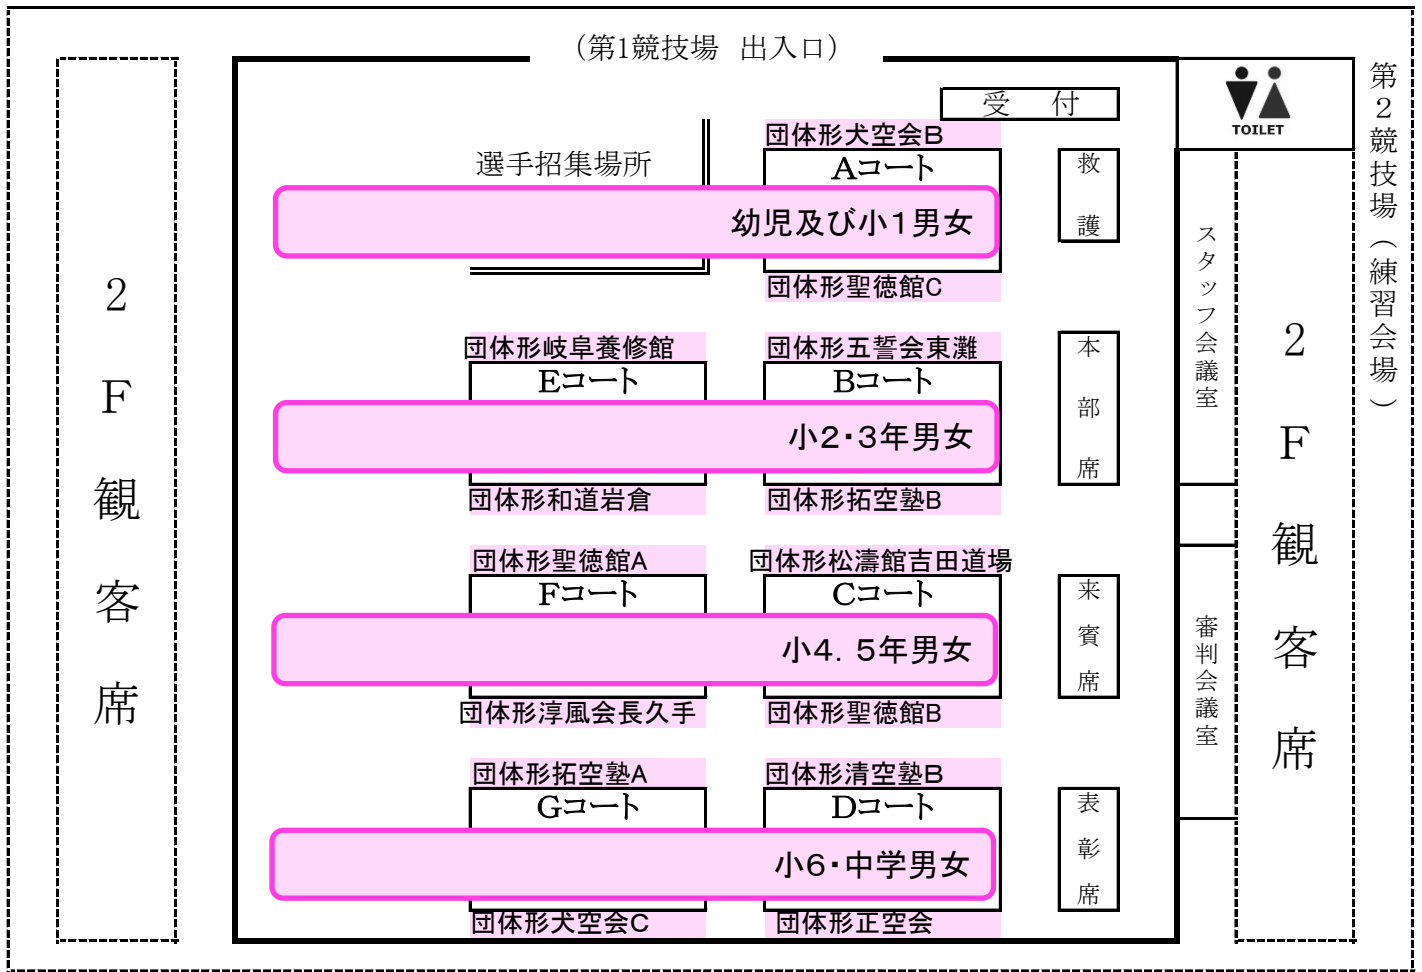 （第1競技場　出入口）
受　付
TOILET
第２競技場（練習会場）
団体形犬空会B
選手招集場所
Aコート
救護
幼児及び小１男女
団体形聖徳館C
スタッフ会議室
２Ｆ観客席
２Ｆ観客席
団体形岐阜養修館
団体形五誓会東灘
本部席
Eコート
Bコート
小２・３年男女
団体形和道岩倉
団体形拓空塾B
団体形聖徳館A
団体形松濤館吉田道場
Fコート
Cコート
来賓席
審判会議室
小４．５年男女
団体形淳風会長久手
団体形聖徳館B
団体形拓空塾A
団体形清空塾B
Gコート
Dコート
表彰席
小６・中学男女
団体形犬空会C
団体形正空会